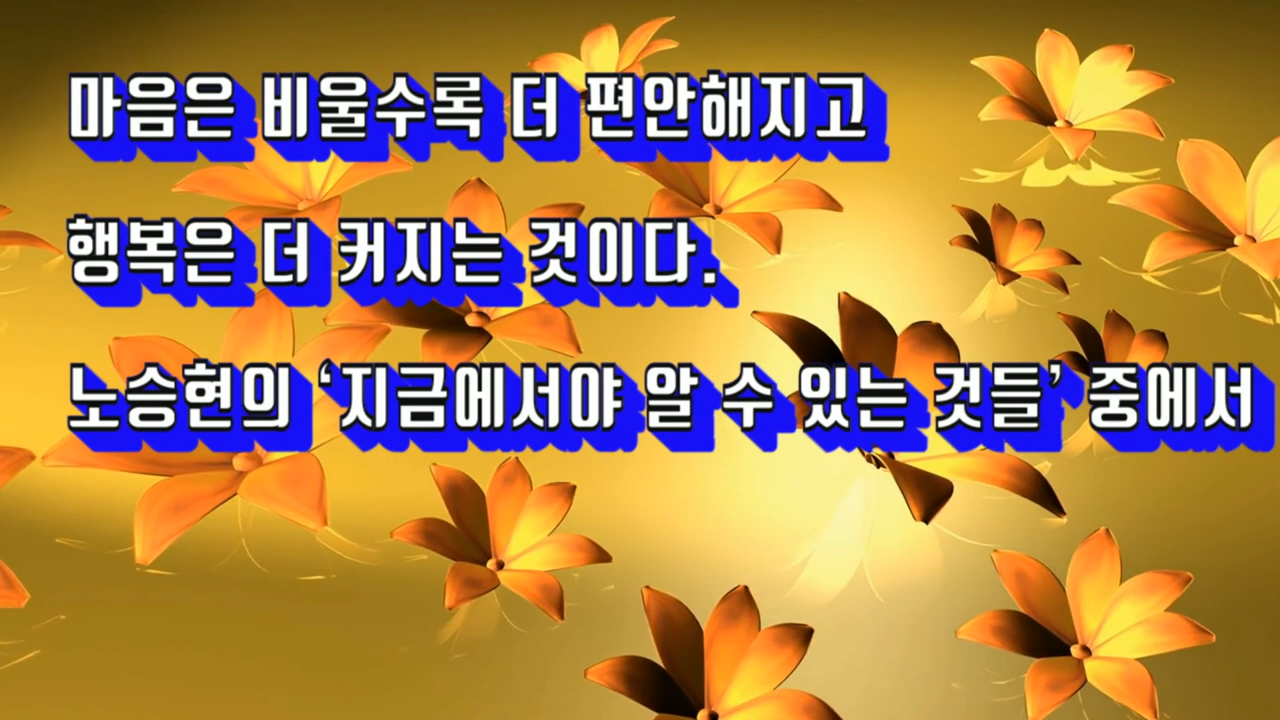 마음은 비울수록 더 편안해지고
행복은 더 커지는 것이다.
노승현의 ‘지금에서야 알 수 있는 것들’ 중에서